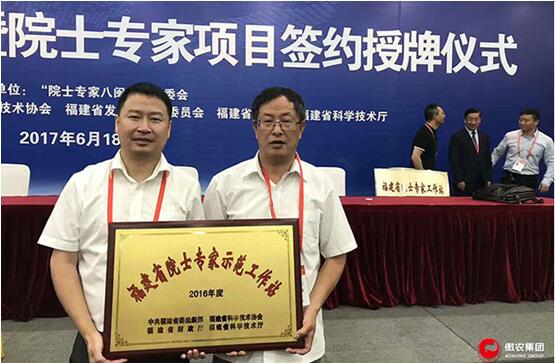 院士专家项目签约授牌仪式
单位：“院士专家八闽 委会
技术协会 福建省发 委员会 福建省科学技术厅
2017年6月18
福建省 士专家工作站
福建省院士专家示范工作站
2016年度
中共福建省委组织部 福建省科学技术协会
福建省财政厅 福建省科学技术厅
傲农集团
AONONG GROUP